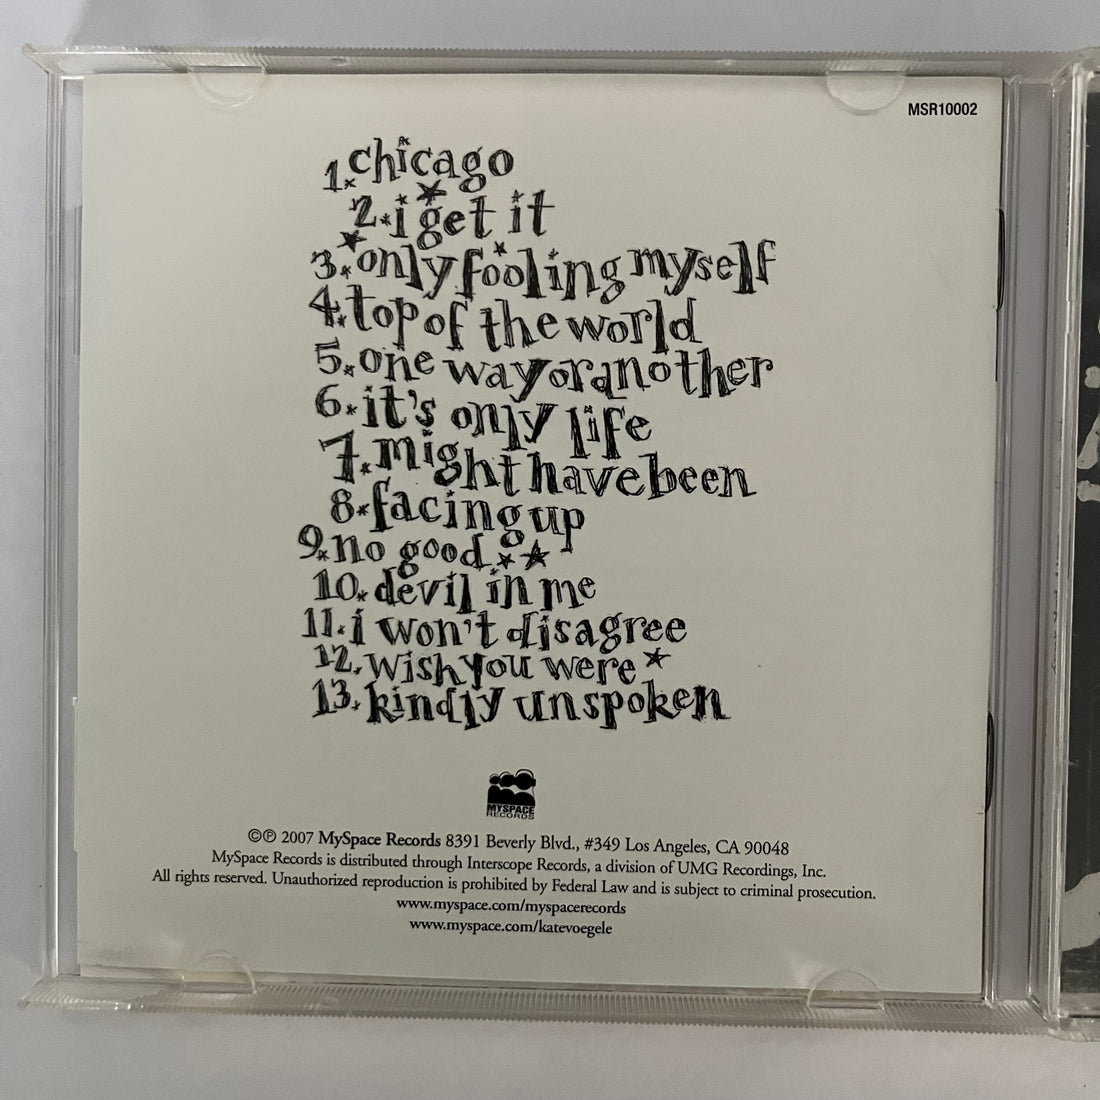 MSR10002
1. chicago
2. i get it
3. only fooling myself
4. top of the world
5. one way or another
6. it's only life
7. might have been
8. facing up
9. no good
10. devil in me
11. i won't disagree
12. wish you were
13. kindly unspoken
MYSPACE
RECORDS
©℗ 2007 MySpace Records 8391 Beverly Blvd., #349 Los Angeles, CA 90048
MySpace Records is distributed through Interscope Records, a division of UMG Recordings, Inc.
All rights reserved. Unauthorized reproduction is prohibited by Federal Law and is subject to criminal prosecution.
www.myspace.com/myspacerecords
www.myspace.com/katevoegele